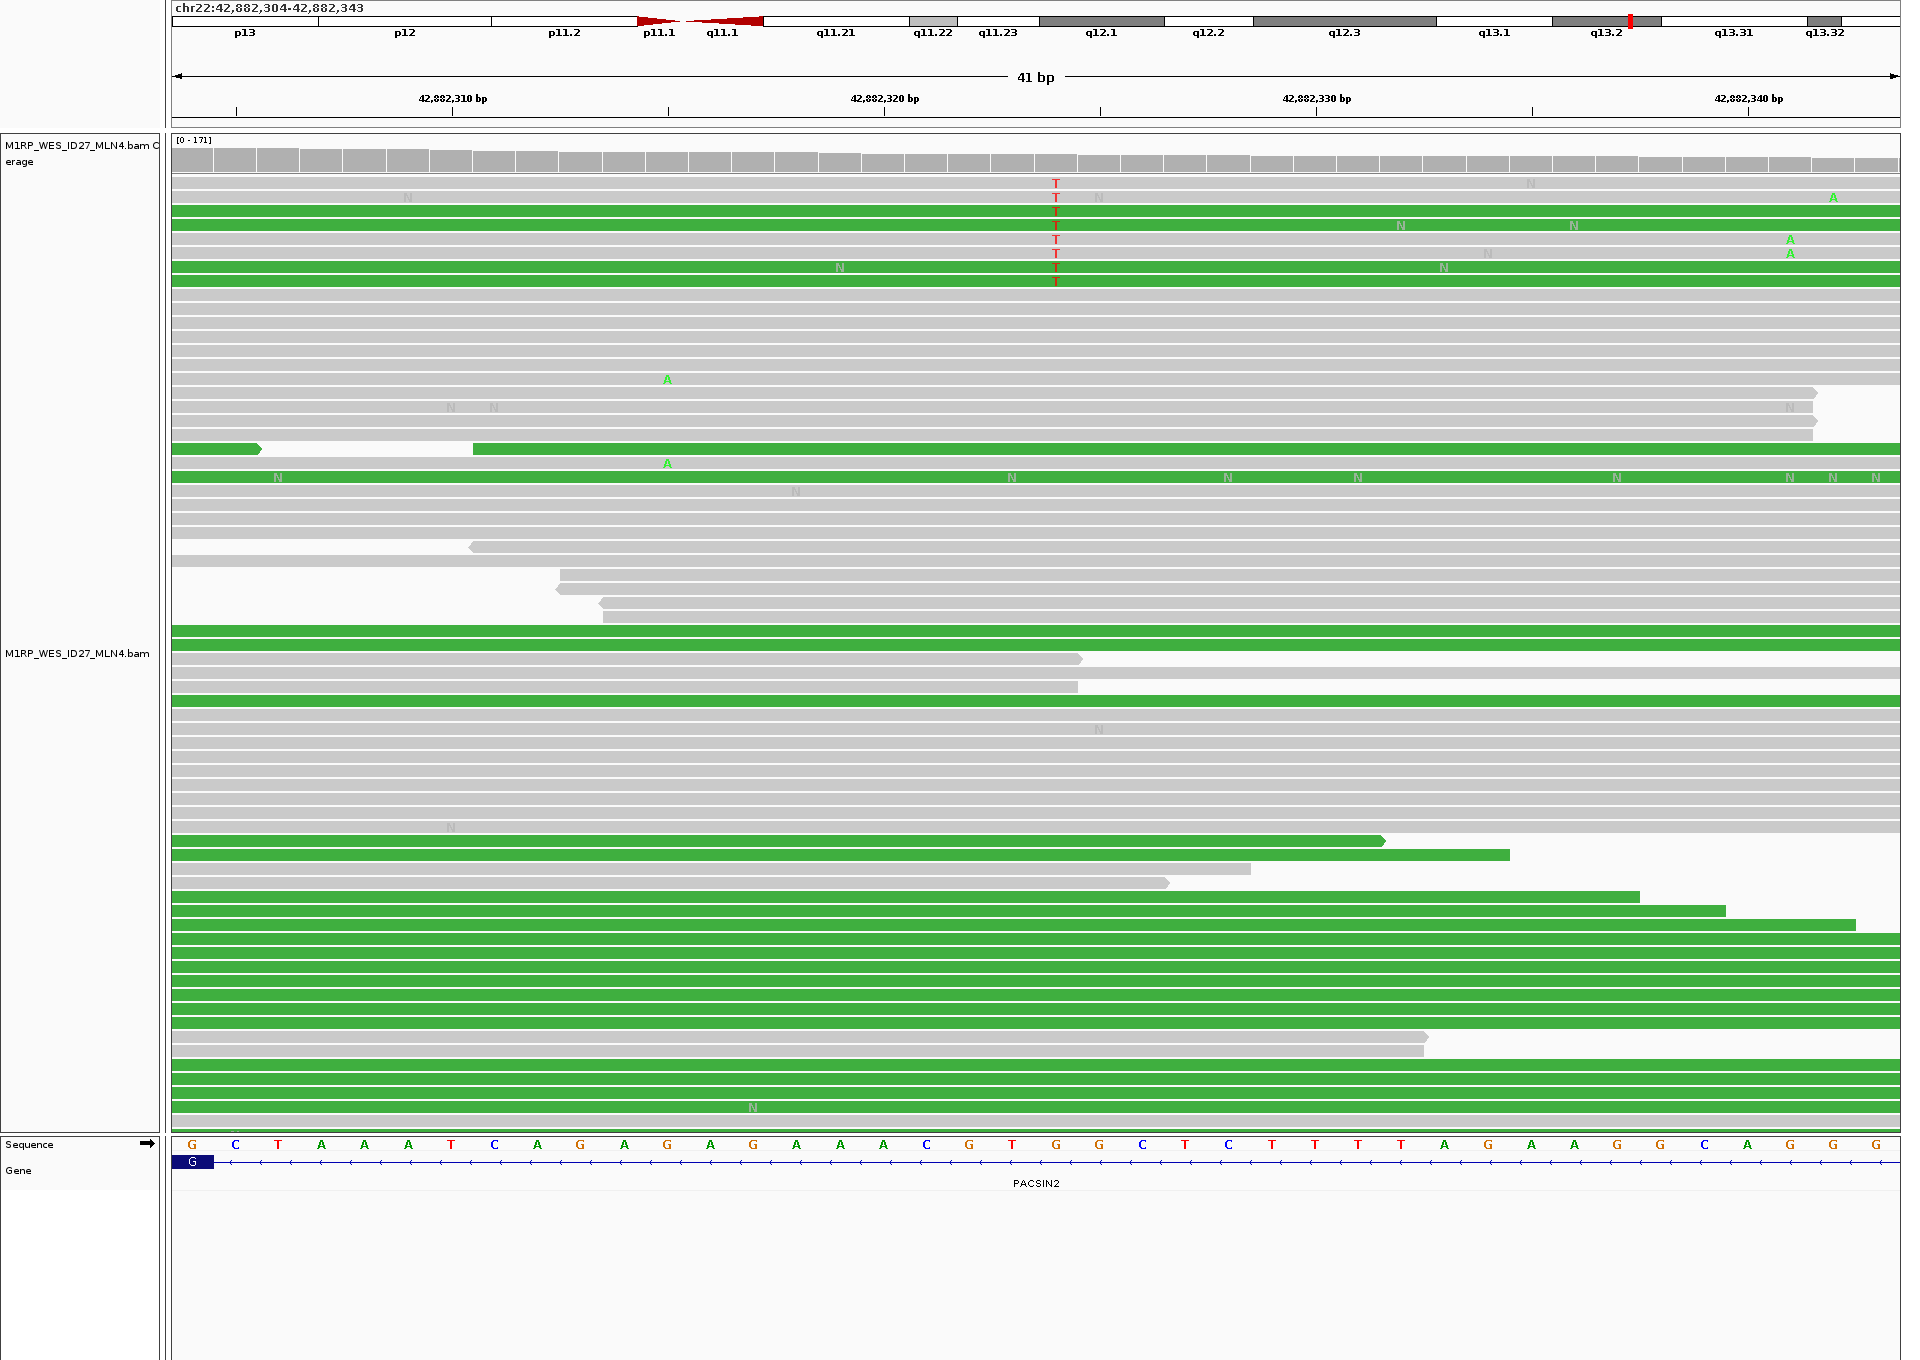 chr22:42,882,304-42,882,343
p13 p12 p11.2 p11.1 q11.1 q11.21 q11.22 q11.23 q12.1 q12.2 q12.3 q13.1 q13.2 q13.31 q13.32
41 bp
42,882,310 bp 42,882,320 bp 42,882,330 bp 42,882,340 bp
M1RP_WES_ID27_MLN4.bam C
erage
[0 - 171]
T N
N T N A
T
T N N
T A
T N A
N T N
T
A
N N N
A
N N N N N N N N
N
M1RP_WES_ID27_MLN4.bam
N
N
N
Sequence G C T A A A T C A G A G A G A A A C G T G G C T C T T T T A G A A G G C A G G G
Gene G
PACSIN2